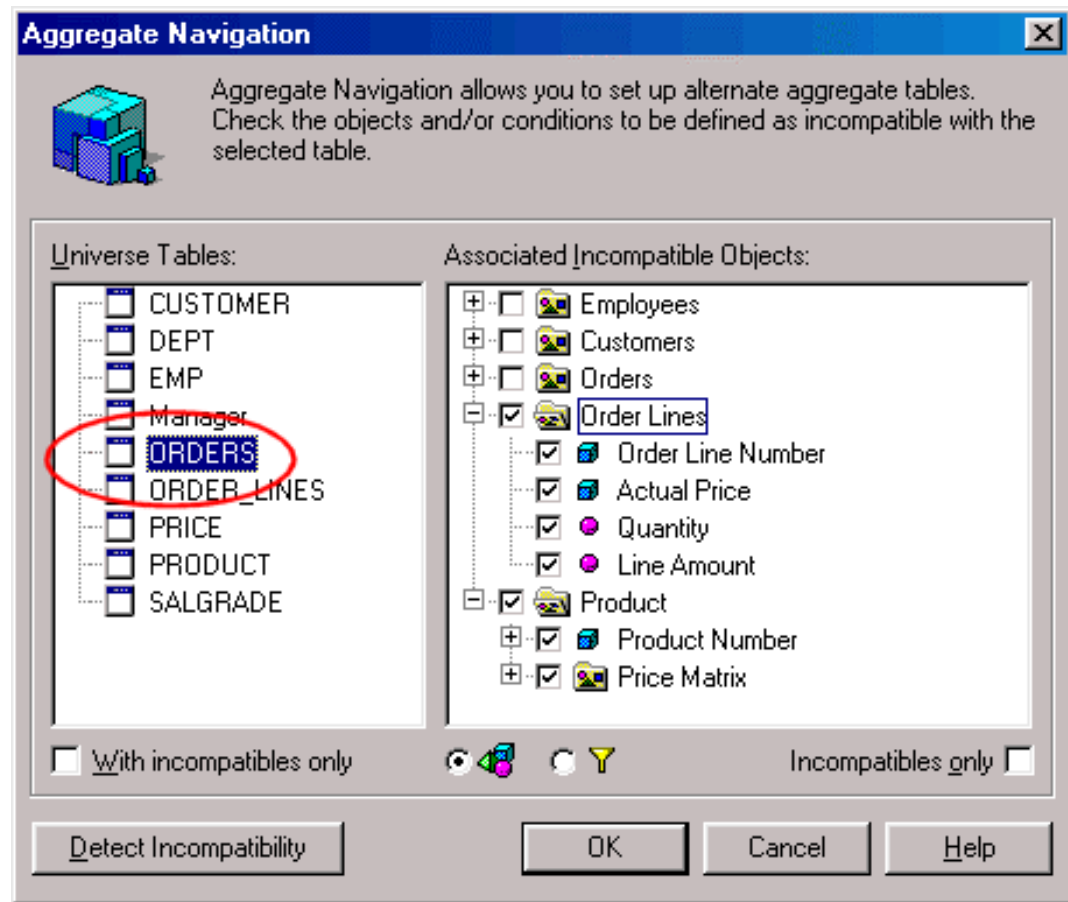 Aggregate Navigation
Aggregate Navigation allows you to set up alternate aggregate tables.
Check the objects and/or conditions to be defined as incompatible with the
selected table.
Universe Tables:
CUSTOMER
DEPT
EMP
Manager
ORDERS
ORDER_LINES
PRICE
PRODUCT
SALGRADE
With incompatibles only
Associated Incompatible Objects:
Employees
Customers
Orders
Order Lines
Order Line Number
Actual Price
Quantity
Line Amount
Product
Product Number
Price Matrix
Incompatibles only
Detect Incompatibility
OK
Cancel
Help